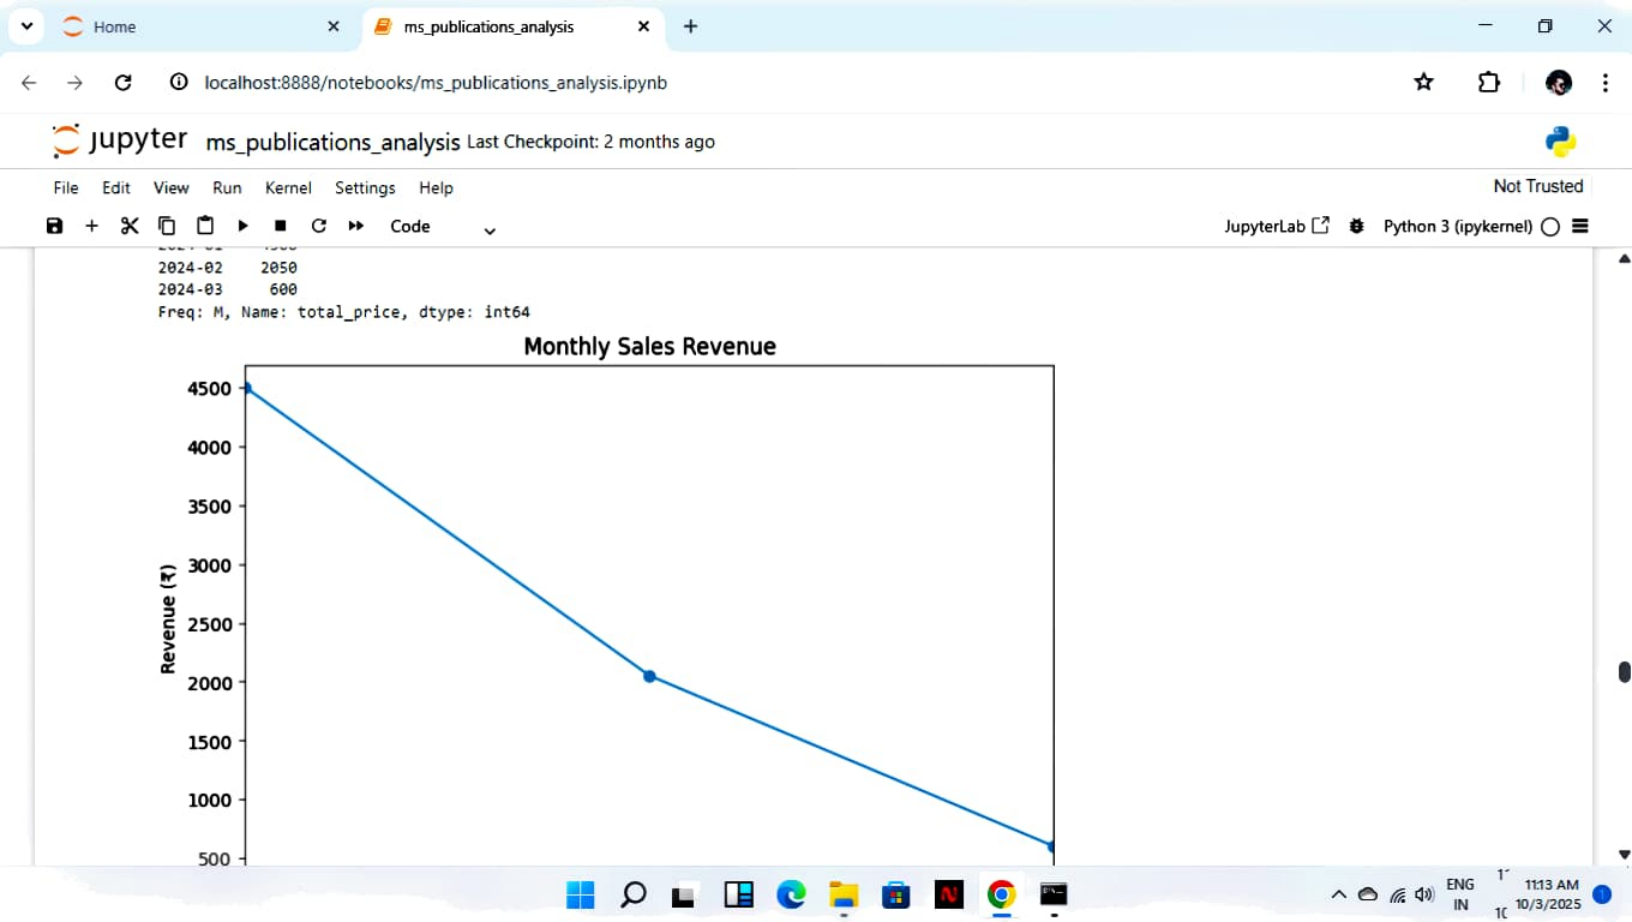 Home
ms_publications_analysis
localhost:8888/notebooks/ms_publications_analysis.ipynb
Jupyter ms_publications_analysis Last Checkpoint: 2 months ago
File Edit View Run Kernel Settings Help
Not Trusted
Code
JupyterLab Python 3 (ipykernel)
2024-02 2050
2024-03 600
Freq: M, Name: total_price, dtype: int64
Monthly Sales Revenue
4500
4000
3500
3000
2500
2000
1500
1000
500
Revenue (₹)
ENG
IN
11:13 AM
10/3/2025
1